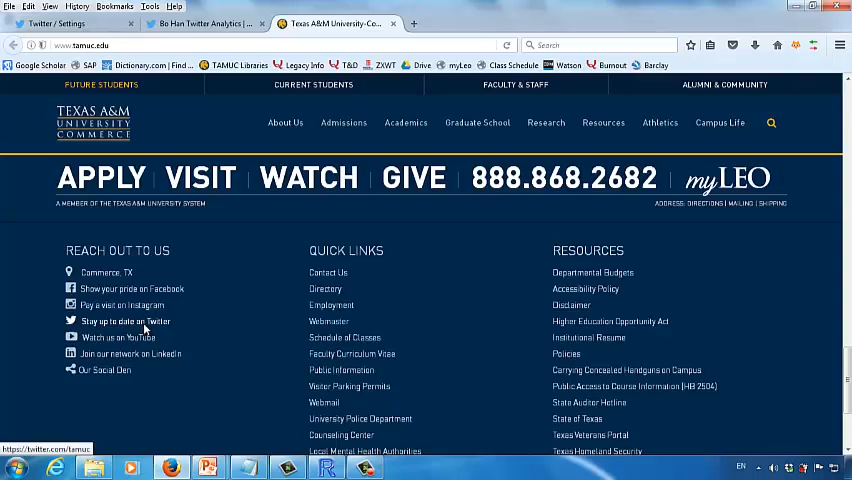 File Edit View History Bookmarks Tools Help
Twitter / Settings × Bo Han Twitter Analytics | ... × Texas A&M University-Co... × +
www.tamuc.edu Search
Google Scholar SAP Dictionary.com | Find ... TAMUC Libraries Legacy Info T&D ZXWT Drive myLeo Class Schedule Watson Burnout Barclay
FUTURE STUDENTS CURRENT STUDENTS FACULTY & STAFF ALUMNI & COMMUNITY
TEXAS A&M
UNIVERSITY
COMMERCE
About Us Admissions Academics Graduate School Research Resources Athletics Campus Life
APPLY | VISIT | WATCH | GIVE | 888.868.2682 | myLEO
A MEMBER OF THE TEXAS A&M UNIVERSITY SYSTEM ADDRESS: DIRECTIONS | MAILING | SHIPPING
REACH OUT TO US
Commerce, TX
Show your pride on Facebook
Pay a visit on Instagram
Stay up to date on Twitter
Watch us on YouTube
Join our network on LinkedIn
Our Social Den
QUICK LINKS
Contact Us
Directory
Employment
Webmaster
Schedule of Classes
Faculty Curriculum Vitae
Public Information
Visitor Parking Permits
Webmail
University Police Department
Counseling Center
Local Mental Health Authorities
RESOURCES
Departmental Budgets
Accessibility Policy
Disclaimer
Higher Education Opportunity Act
Institutional Resume
Policies
Carrying Concealed Handguns on Campus
Public Access to Course Information (HB 2504)
State Auditor Hotline
State of Texas
Texas Veterans Portal
Texas Homeland Security
https://twitter.com/tamuc
EN